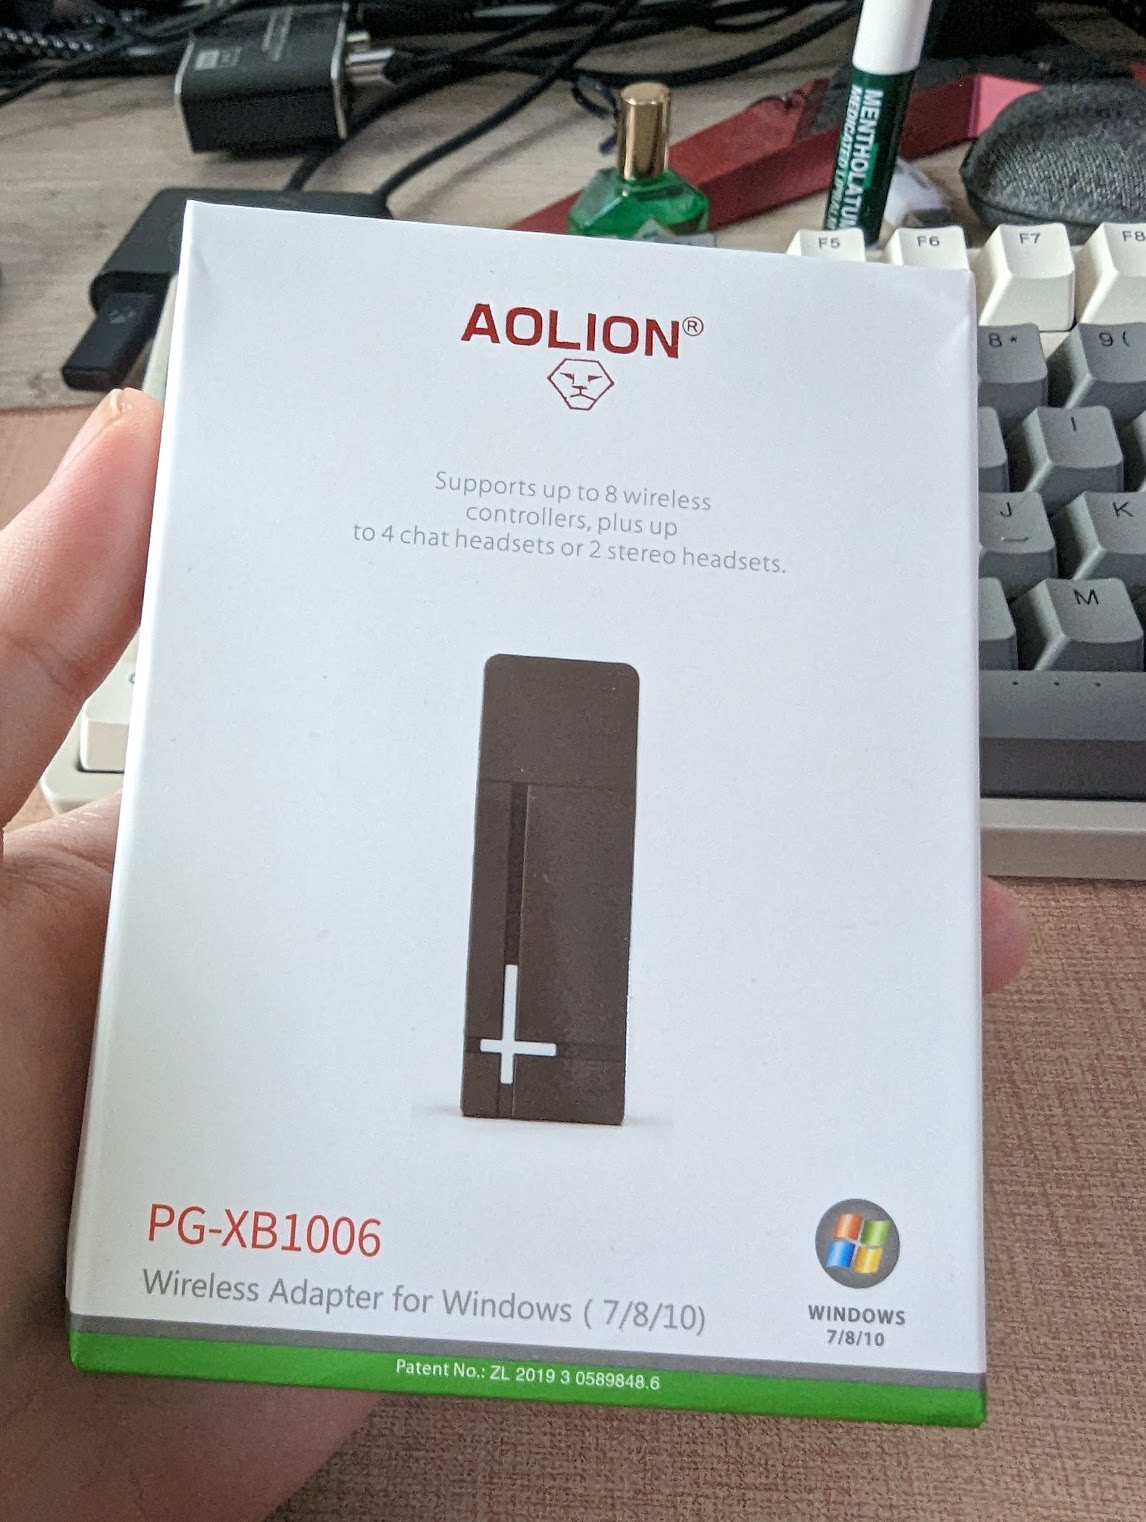 MENTHOLATUM
MEDICATED
F5
F6
F7
F8
8 *
9 (
I
J
K
M
AOLION®
Supports up to 8 wireless
controllers, plus up
to 4 chat headsets or 2 stereo headsets.
PG-XB1006
Wireless Adapter for Windows ( 7/8/10)
WINDOWS
7/8/10
Patent No.: ZL 2019 3 0589848.6